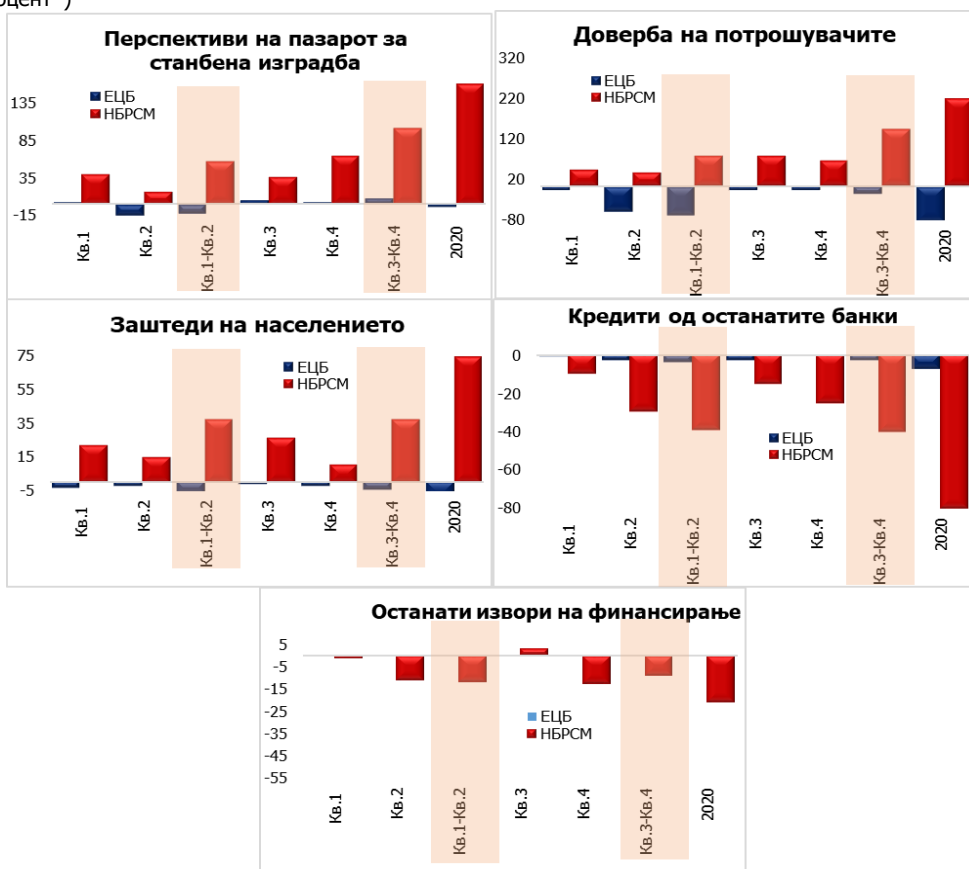 Перспективи на пазарот за
станбена изградба
ЕЦБ
НБРСМ
135
85
35
-15
Кв.1
Кв.2
Кв.1-Кв.2
Кв.3
Кв.4
Кв.3-Кв.4
2020
Доверба на потрошувачите
320
ЕЦБ
НБРСМ
220
120
20
-80
Кв.1
Кв.2
Кв.1-Кв.2
Кв.3
Кв.4
Кв.3-Кв.4
2020
Заштеди на населението
75
ЕЦБ
НБРСМ
55
35
15
-5
Кв.1
Кв.2
Кв.1-Кв.2
Кв.3
Кв.4
Кв.3-Кв.4
2020
Кредити од останатите банки
0
-20
-40
ЕЦБ
НБРСМ
-60
-80
Кв.1
Кв.2
Кв.1-Кв.2
Кв.3
Кв.4
Кв.3-Кв.4
2020
Останати извори на финансирање
5
-5
-15
-25
ЕЦБ
НБРСМ
-35
-45
-55
Кв.1
Кв.2
Кв.1-Кв.2
Кв.3
Кв.4
Кв.3-Кв.4
2020